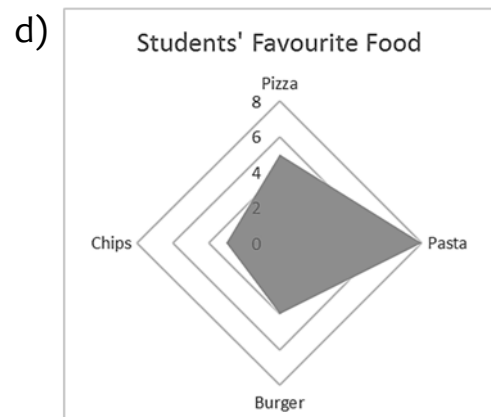 d)
Students' Favourite Food
Pizza
8
6
4
2
Chips 0 Pasta
Burger